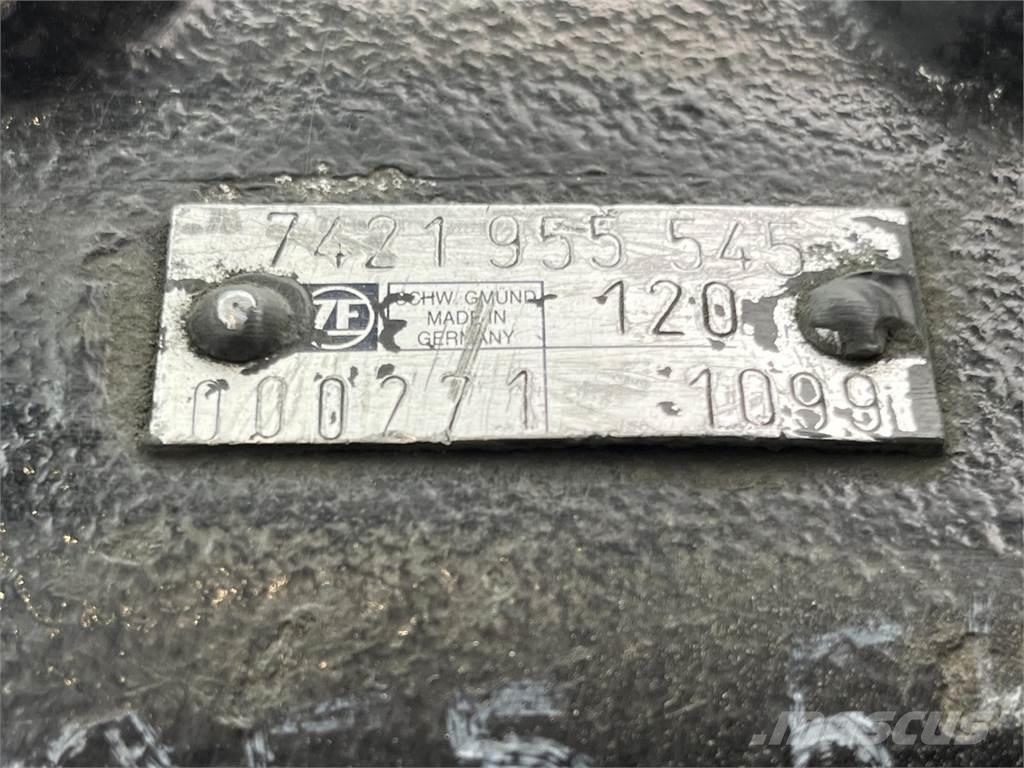 7421 955 545
ZF
SCHW. GMÜND
MADE IN
GERMANY
120
000271 1099
MASCUS